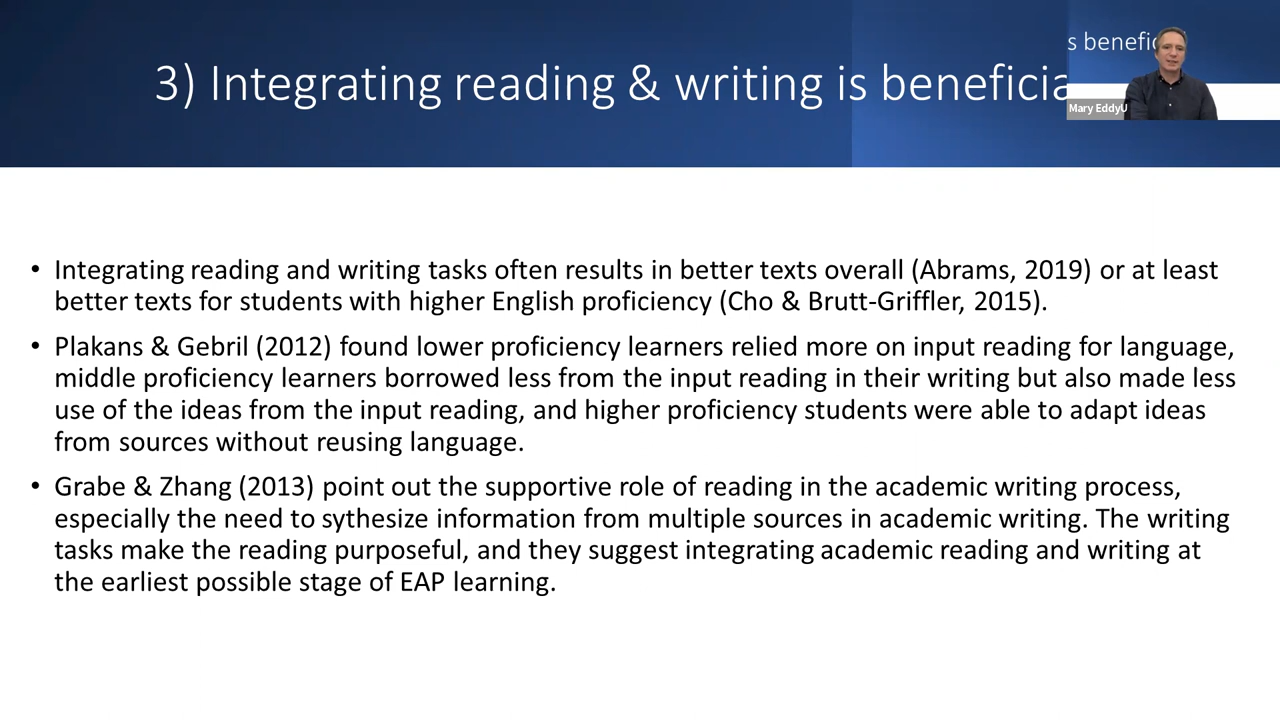 s benefic
3) Integrating reading & writing is beneficia
Mary EddyU
• Integrating reading and writing tasks often results in better texts overall (Abrams, 2019) or at least
better texts for students with higher English proficiency (Cho & Brutt-Griffler, 2015).
• Plakans & Gebril (2012) found lower proficiency learners relied more on input reading for language,
middle proficiency learners borrowed less from the input reading in their writing but also made less
use of the ideas from the input reading, and higher proficiency students were able to adapt ideas
from sources without reusing language.
• Grabe & Zhang (2013) point out the supportive role of reading in the academic writing process,
especially the need to sythesize information from multiple sources in academic writing. The writing
tasks make the reading purposeful, and they suggest integrating academic reading and writing at
the earliest possible stage of EAP learning.